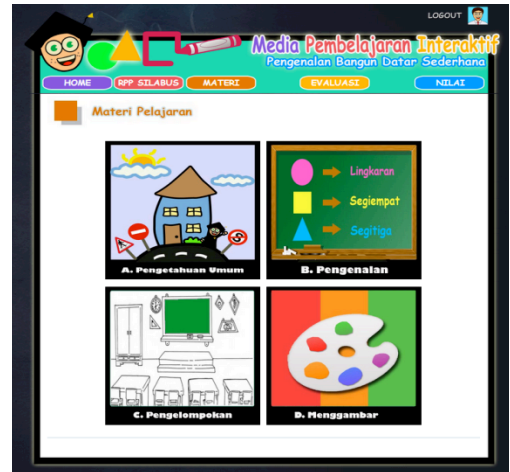 LOGOUT
Media Pembelajaran Interaktif
Pengenalan Bangun Datar Sederhana
HOME RPP SILABUS MATERI EVALUASI NILAI
Materi Pelajaran
A. Pengetahuan Umum
Lingkaran
Segiempat
Segitiga
B. Pengenalan
C. Pengelompokan
D. Menggambar